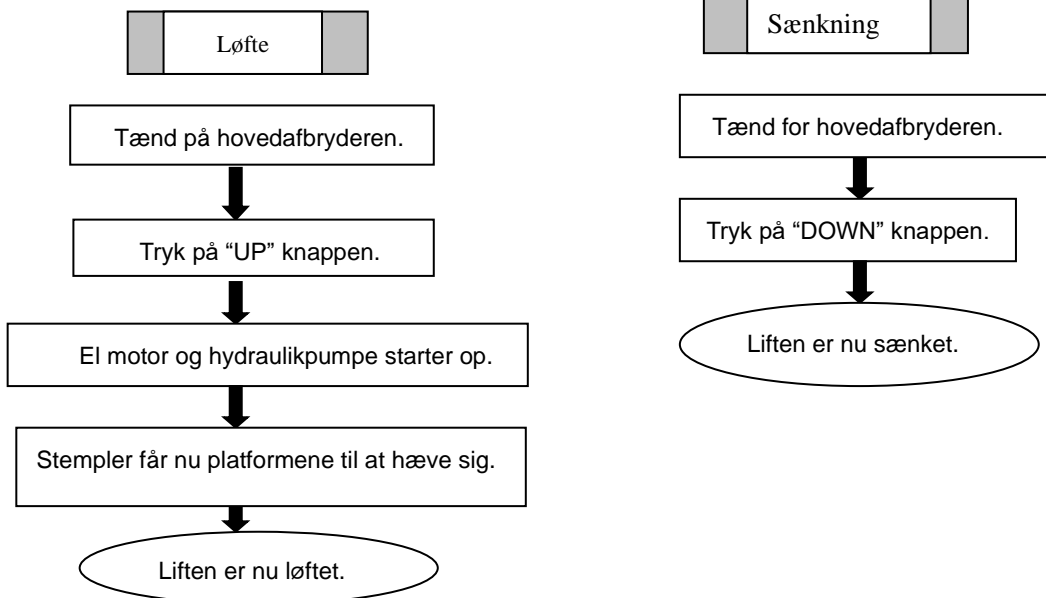 Løfte
Tænd på hovedafbryderen.
Tryk på “UP” knappen.
El motor og hydraulikpumpe starter op.
Stempler får nu platformene til at hæve sig.
Liften er nu løftet.
Sænkning
Tænd for hovedafbryderen.
Tryk på “DOWN” knappen.
Liften er nu sænket.